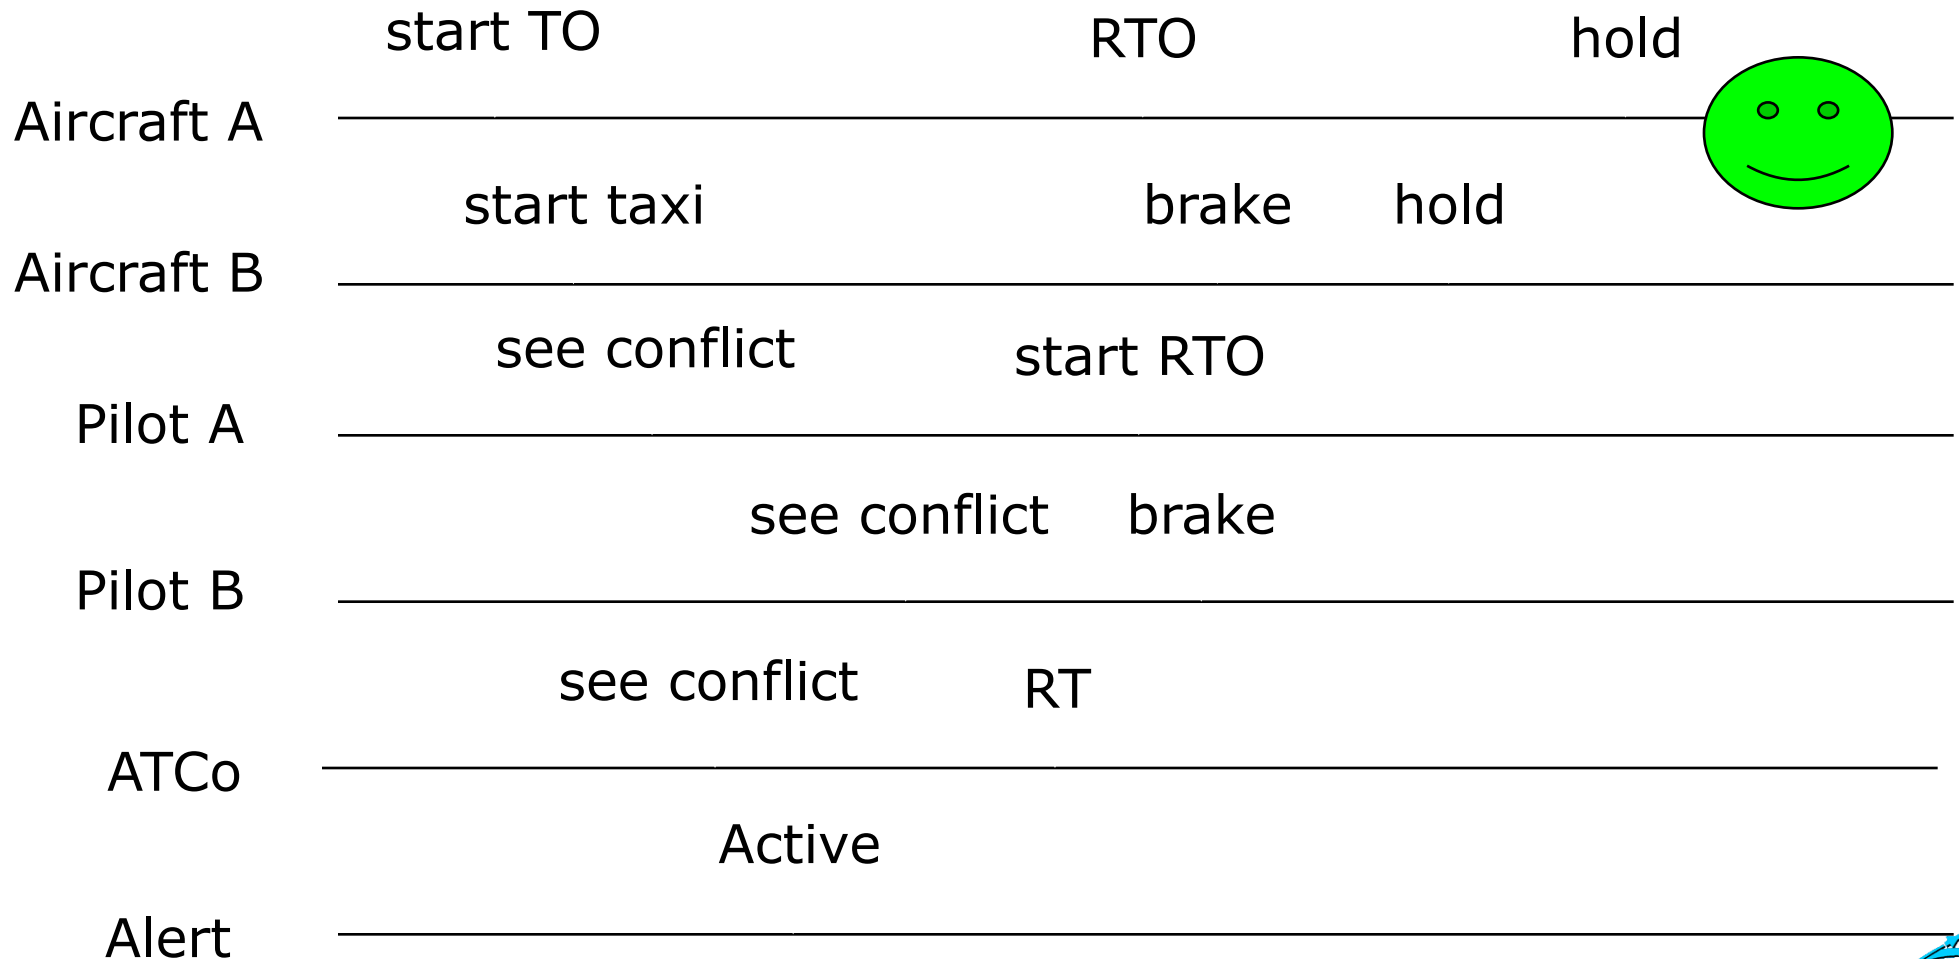 start TO RTO hold
Aircraft A
start taxi brake hold
Aircraft B
see conflict start RTO
Pilot A
see conflict brake
Pilot B
see conflict RT
ATCo
Active
Alert